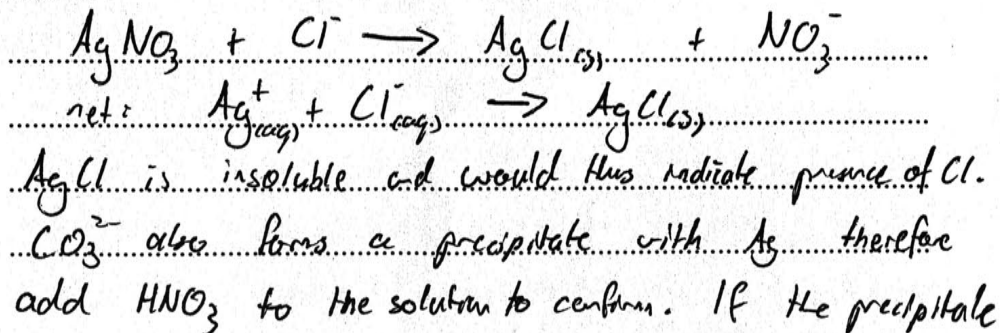 AgNO₃ + Cl⁻ → AgCl(s) + NO₃⁻
net: Ag⁺(aq) + Cl⁻(aq) → AgCl(s)
AgCl is insoluble and would thus indicate presence of Cl.
CO₃²⁻ also forms a precipitate with Ag therefore
add HNO₃ to the solution to confirm. If the precipitate